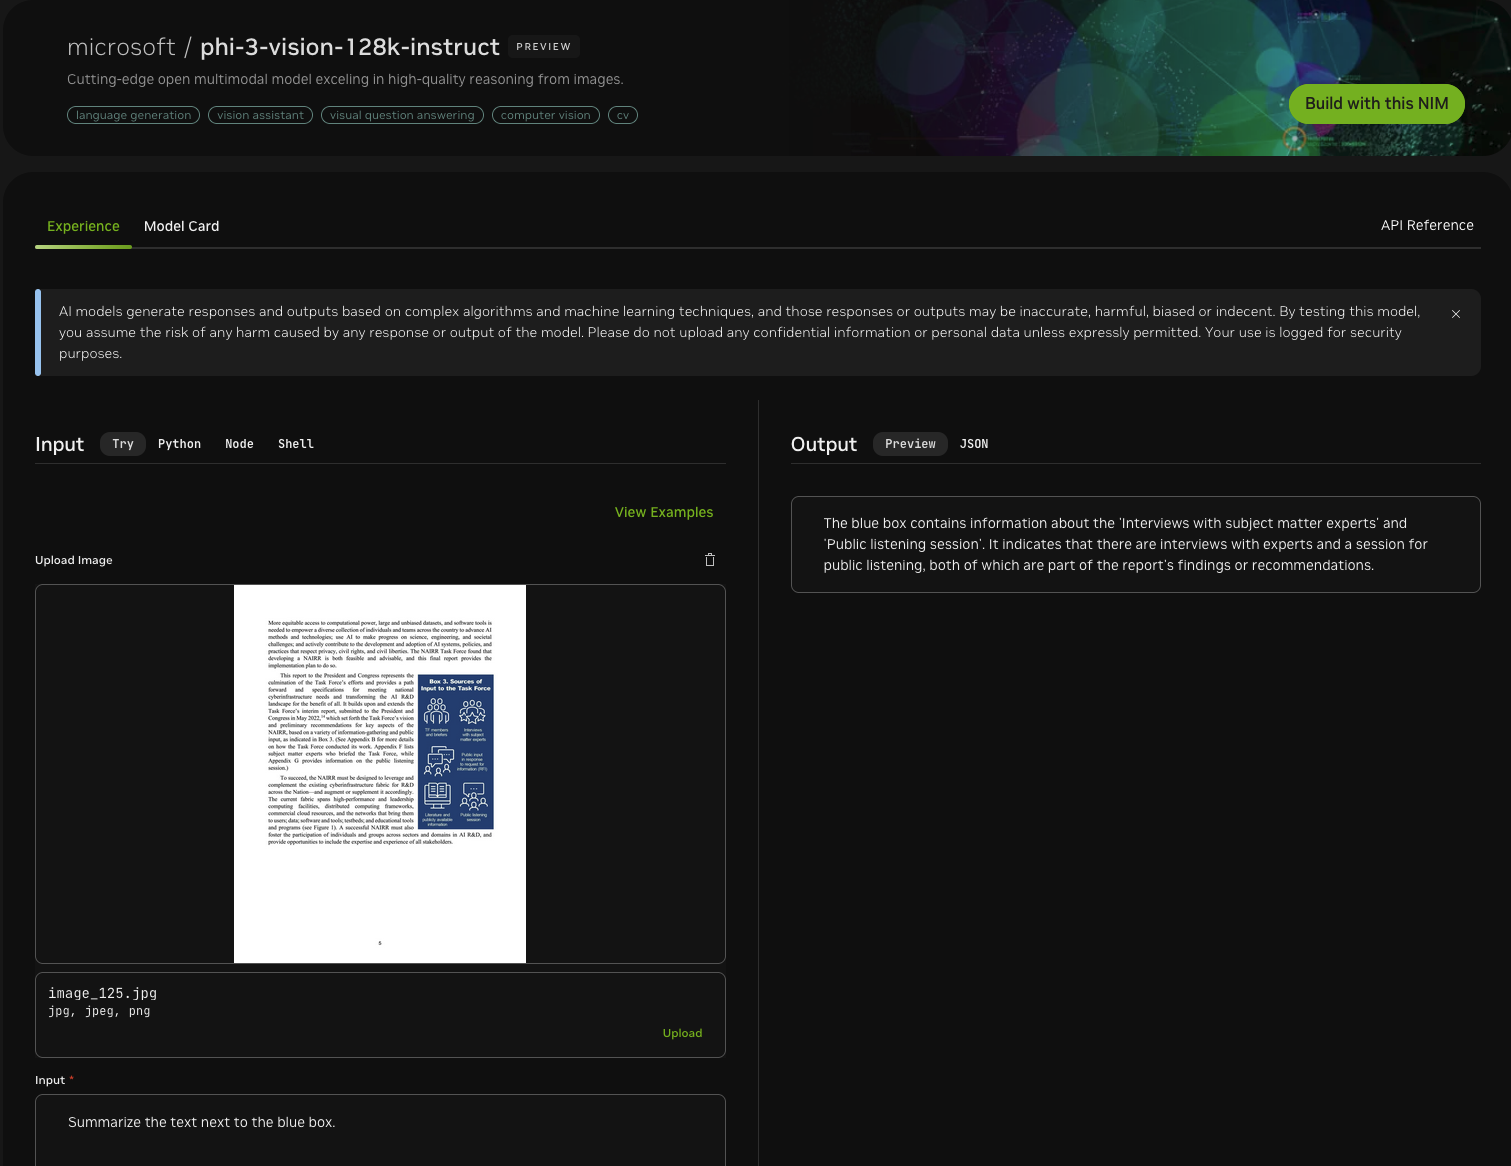 microsoft / phi-3-vision-128k-instruct PREVIEW
Cutting-edge open multimodal model exceling in high-quality reasoning from images.
language generation vision assistant visual question answering computer vision cv
Build with this NIM
Experience Model Card API Reference
AI models generate responses and outputs based on complex algorithms and machine learning techniques, and those responses or outputs may be inaccurate, harmful, biased or indecent. By testing this model,
you assume the risk of any harm caused by any response or output of the model. Please do not upload any confidential information or personal data unless expressly permitted. Your use is logged for security
purposes.
Input Try Python Node Shell
View Examples
Upload Image
More equitable access to computational power, large and unbiased datasets, and software tools is
needed to empower a diverse collection of individuals and teams across the country to advance AI
methods and technologies; use AI to make progress on science, engineering, and societal
challenges; and actively contribute to the development and adoption of AI systems, policies, and
practices that respect privacy, civil rights, and civil liberties. The NAIRR Task Force found that
developing a NAIRR is both feasible and advisable, and this final report provides the
implementation plan to do so.
This report to the President and Congress represents the
culmination of the Task Force's efforts and provides a path
forward and specifications for meeting national
cyberinfrastructure needs and transforming the AI R&D
landscape for the benefit of all. It builds upon and extends the
Task Force's interim report, submitted to the President and
Congress in May 2022, which set forth the Task Force's vision
and preliminary recommendations for key aspects of the
NAIRR, based on a variety of information-gathering and public
input, as indicated in Box 3. (See Appendix B for more details
on how the Task Force conducted its work. Appendix F lists
subject matter experts who briefed the Task Force, while
Appendix G provides information on the public listening
session.)
To succeed, the NAIRR must be designed to leverage and
complement the existing cyberinfrastructure fabric for R&D
across the Nation—and augment or supplement it accordingly.
The current fabric spans high-performance and leadership
computing facilities, distributed computing frameworks,
commercial cloud resources, and the networks that bring them
to users; data; software and tools; testbeds; and educational tools
and programs (see Figure 1). A successful NAIRR must also
foster the participation of individuals and groups across sectors and domains in AI R&D, and
provide opportunities to include the expertise and experience of all stakeholders.
Box 3. Sources of
Input to the Task Force
77 members
and briefers
Interviews
with subject
matter experts
Public input
in response
to request for
information (RFI)
Literature and
publicly available
information
Public listening
session
image_125.jpg
jpg, jpeg, png
Upload
Input *
Summarize the text next to the blue box.
Output Preview JSON
The blue box contains information about the 'Interviews with subject matter experts' and
'Public listening session'. It indicates that there are interviews with experts and a session for
public listening, both of which are part of the report's findings or recommendations.